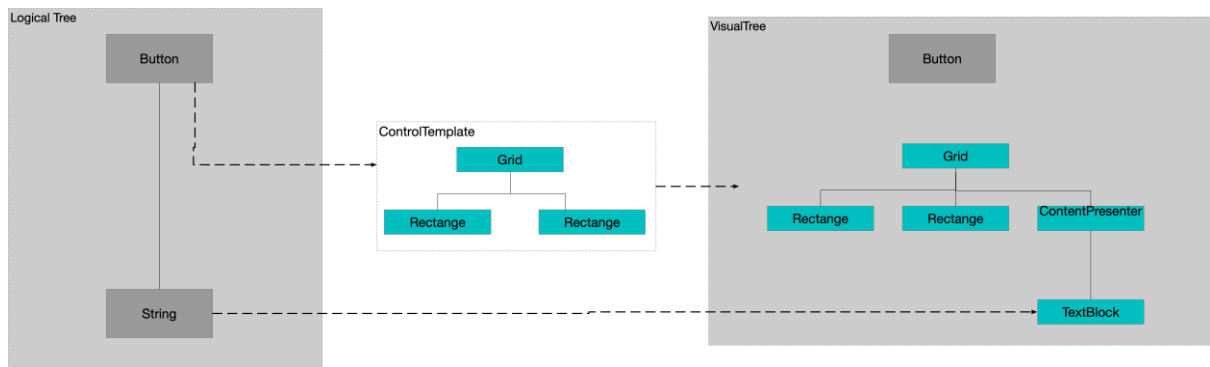 Logical Tree
Button
String
ControlTemplate
Grid
Rectange
Rectange
VisualTree
Button
Grid
Rectange
Rectange
ContentPresenter
TextBlock